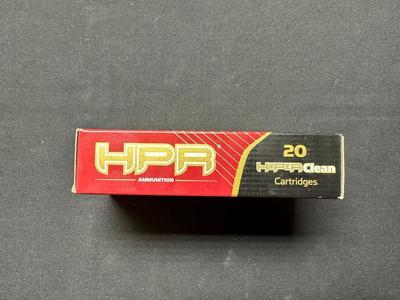 HPR
AMMUNITION
20
HYPERClean
Cartridges